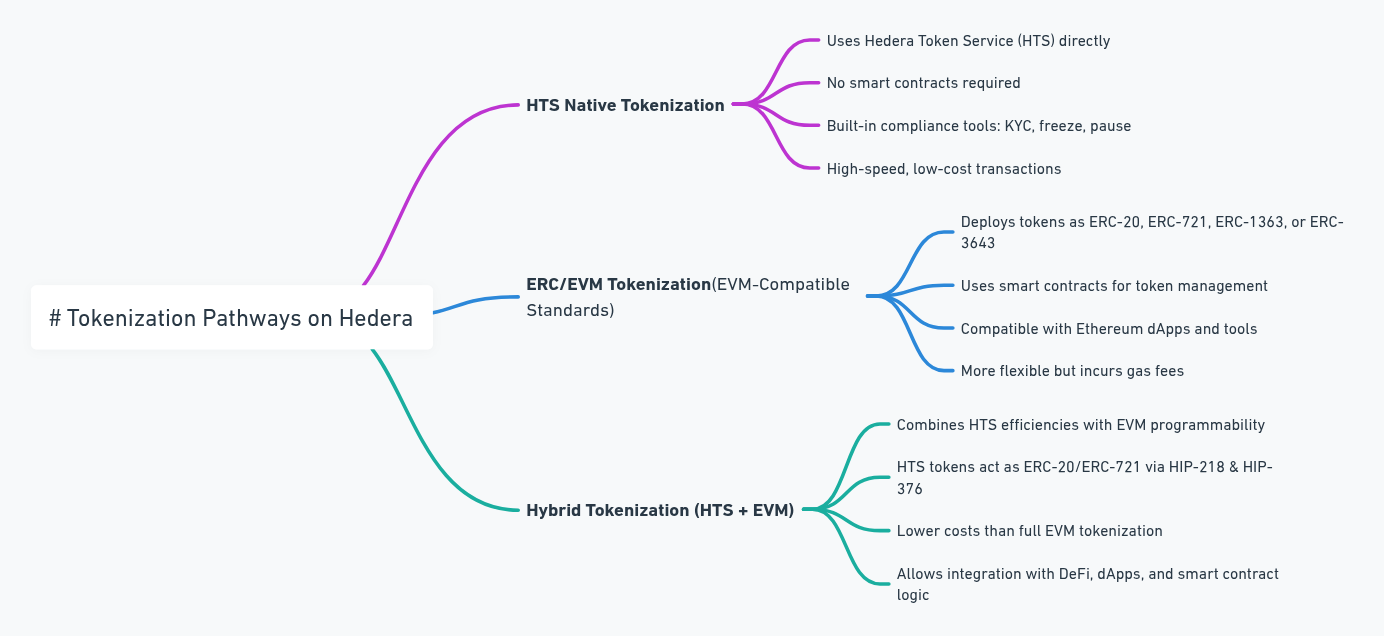 # Tokenization Pathways on Hedera
HTS Native Tokenization
Uses Hedera Token Service (HTS) directly
No smart contracts required
Built-in compliance tools: KYC, freeze, pause
High-speed, low-cost transactions
ERC/EVM Tokenization(EVM-Compatible
Standards)
Deploys tokens as ERC-20, ERC-721, ERC-1363, or ERC-
3643
Uses smart contracts for token management
Compatible with Ethereum dApps and tools
More flexible but incurs gas fees
Hybrid Tokenization (HTS + EVM)
Combines HTS efficiencies with EVM programmability
HTS tokens act as ERC-20/ERC-721 via HIP-218 & HIP-
376
Lower costs than full EVM tokenization
Allows integration with DeFi, dApps, and smart contract
logic